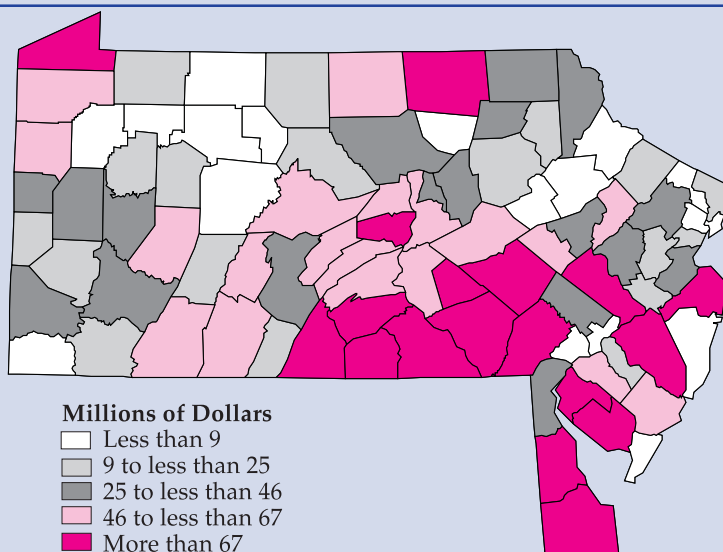 Millions of Dollars
Less than 9
9 to less than 25
25 to less than 46
46 to less than 67
More than 67